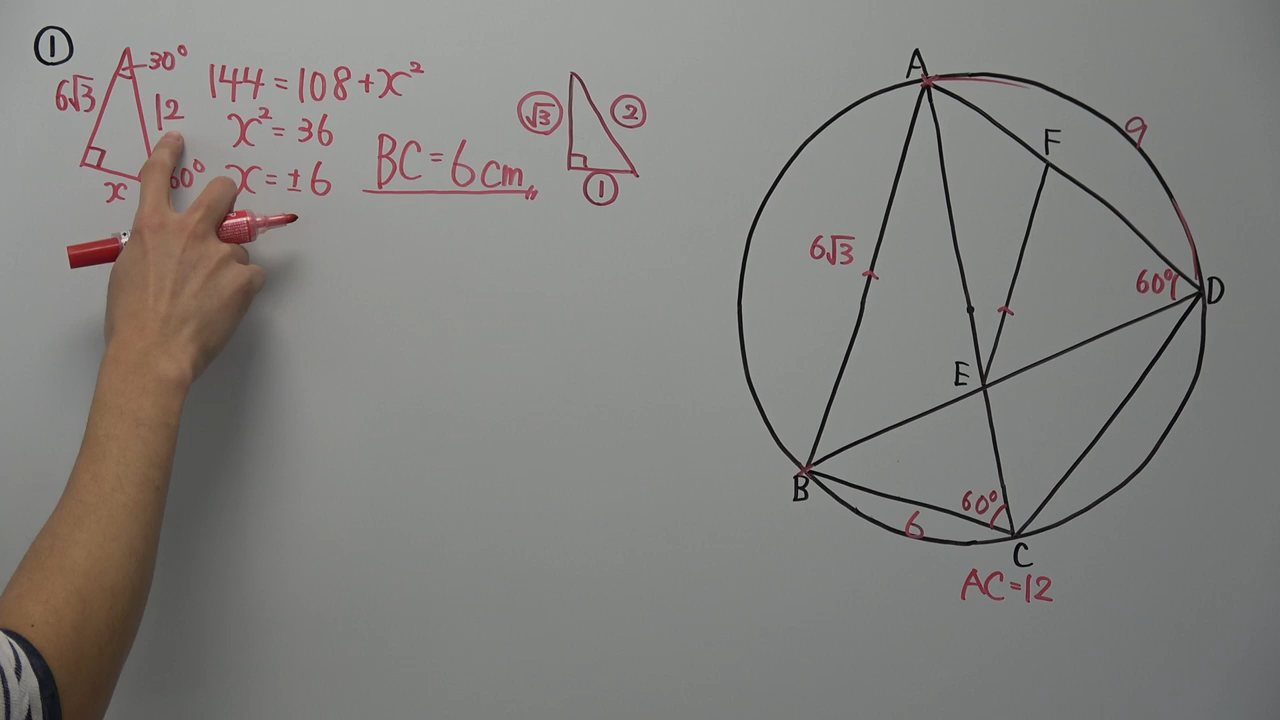 ①
30°
6√3
12
60°
x
144=108+x²
x²=36
x=±6
BC=6cm
√3
2
1
A
9
F
6√3
60°
D
E
B
60°
6
C
AC=12